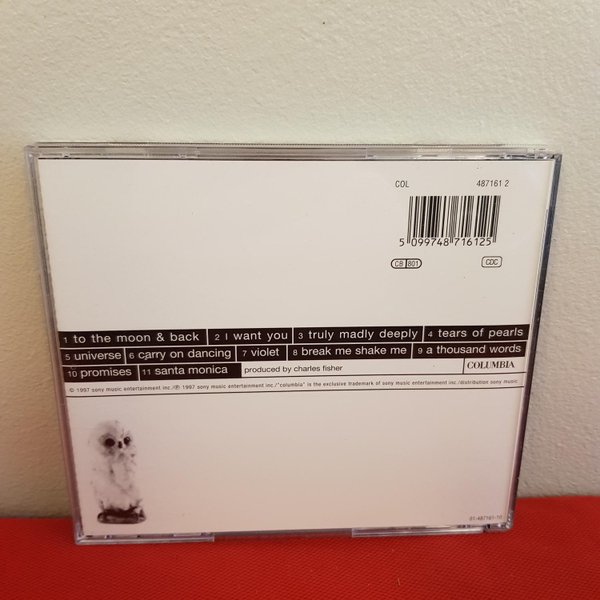 COL 487161 2
5 099748 716125
CB 801 CDC
1 to the moon & back 2 I want you 3 truly madly deeply 4 tears of pearls
5 universe 6 carry on dancing 7 violet 8 break me shake me 9 a thousand words
10 promises 11 santa monica produced by charles fisher COLUMBIA
© 1997 sony music entertainment inc./℗ 1997 sony music entertainment inc./"columbia" is the exclusive trademark of sony music entertainment inc./distribution sony music
01-487161-10